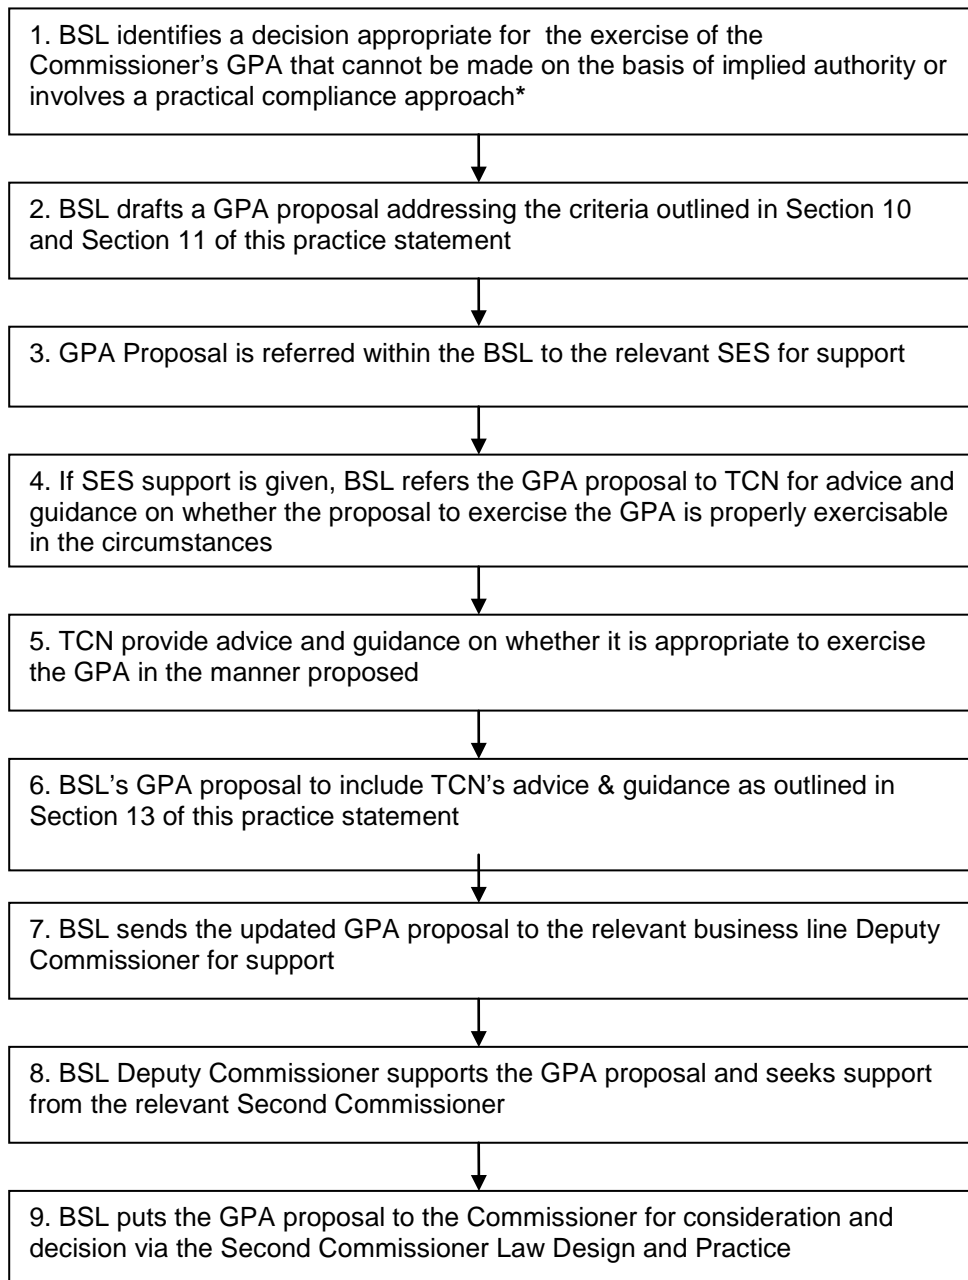 1. BSL identifies a decision appropriate for  the exercise of the
Commissioner’s GPA that cannot be made on the basis of implied authority or
involves a practical compliance approach*
2. BSL drafts a GPA proposal addressing the criteria outlined in Section 10
and Section 11 of this practice statement
3. GPA Proposal is referred within the BSL to the relevant SES for support
4. If SES support is given, BSL refers the GPA proposal to TCN for advice and
guidance on whether the proposal to exercise the GPA is properly exercisable
in the circumstances
5. TCN provide advice and guidance on whether it is appropriate to exercise
the GPA in the manner proposed
6. BSL’s GPA proposal to include TCN’s advice & guidance as outlined in
Section 13 of this practice statement
7. BSL sends the updated GPA proposal to the relevant business line Deputy
Commissioner for support
8. BSL Deputy Commissioner supports the GPA proposal and seeks support
from the relevant Second Commissioner
9. BSL puts the GPA proposal to the Commissioner for consideration and
decision via the Second Commissioner Law Design and Practice